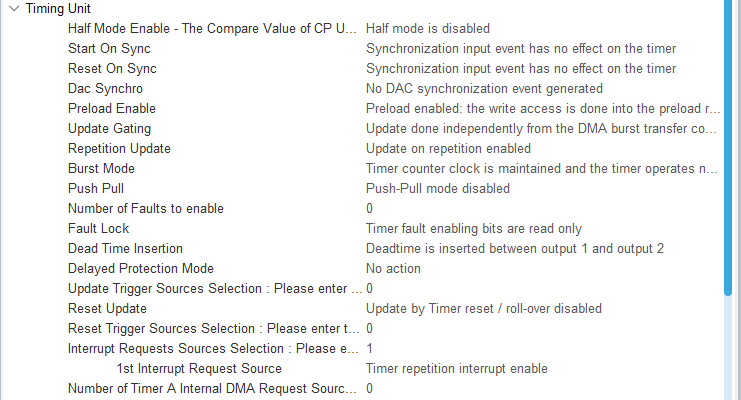 Timing Unit
Half Mode Enable - The Compare Value of CP U... Half mode is disabled
Start On Sync Synchronization input event has no effect on the timer
Reset On Sync Synchronization input event has no effect on the timer
Dac Synchro No DAC synchronization event generated
Preload Enable Preload enabled: the write access is done into the preload r...
Update Gating Update done independently from the DMA burst transfer co...
Repetition Update Update on repetition enabled
Burst Mode Timer counter clock is maintained and the timer operates n...
Push Pull Push-Pull mode disabled
Number of Faults to enable 0
Fault Lock Timer fault enabling bits are read only
Dead Time Insertion Deadtime is inserted between output 1 and output 2
Delayed Protection Mode No action
Update Trigger Sources Selection : Please enter ... 0
Reset Update Update by Timer reset / roll-over disabled
Reset Trigger Sources Selection : Please enter t... 0
Interrupt Requests Sources Selection : Please e... 1
1st Interrupt Request Source Timer repetition interrupt enable
Number of Timer A Internal DMA Request Sourc... 0